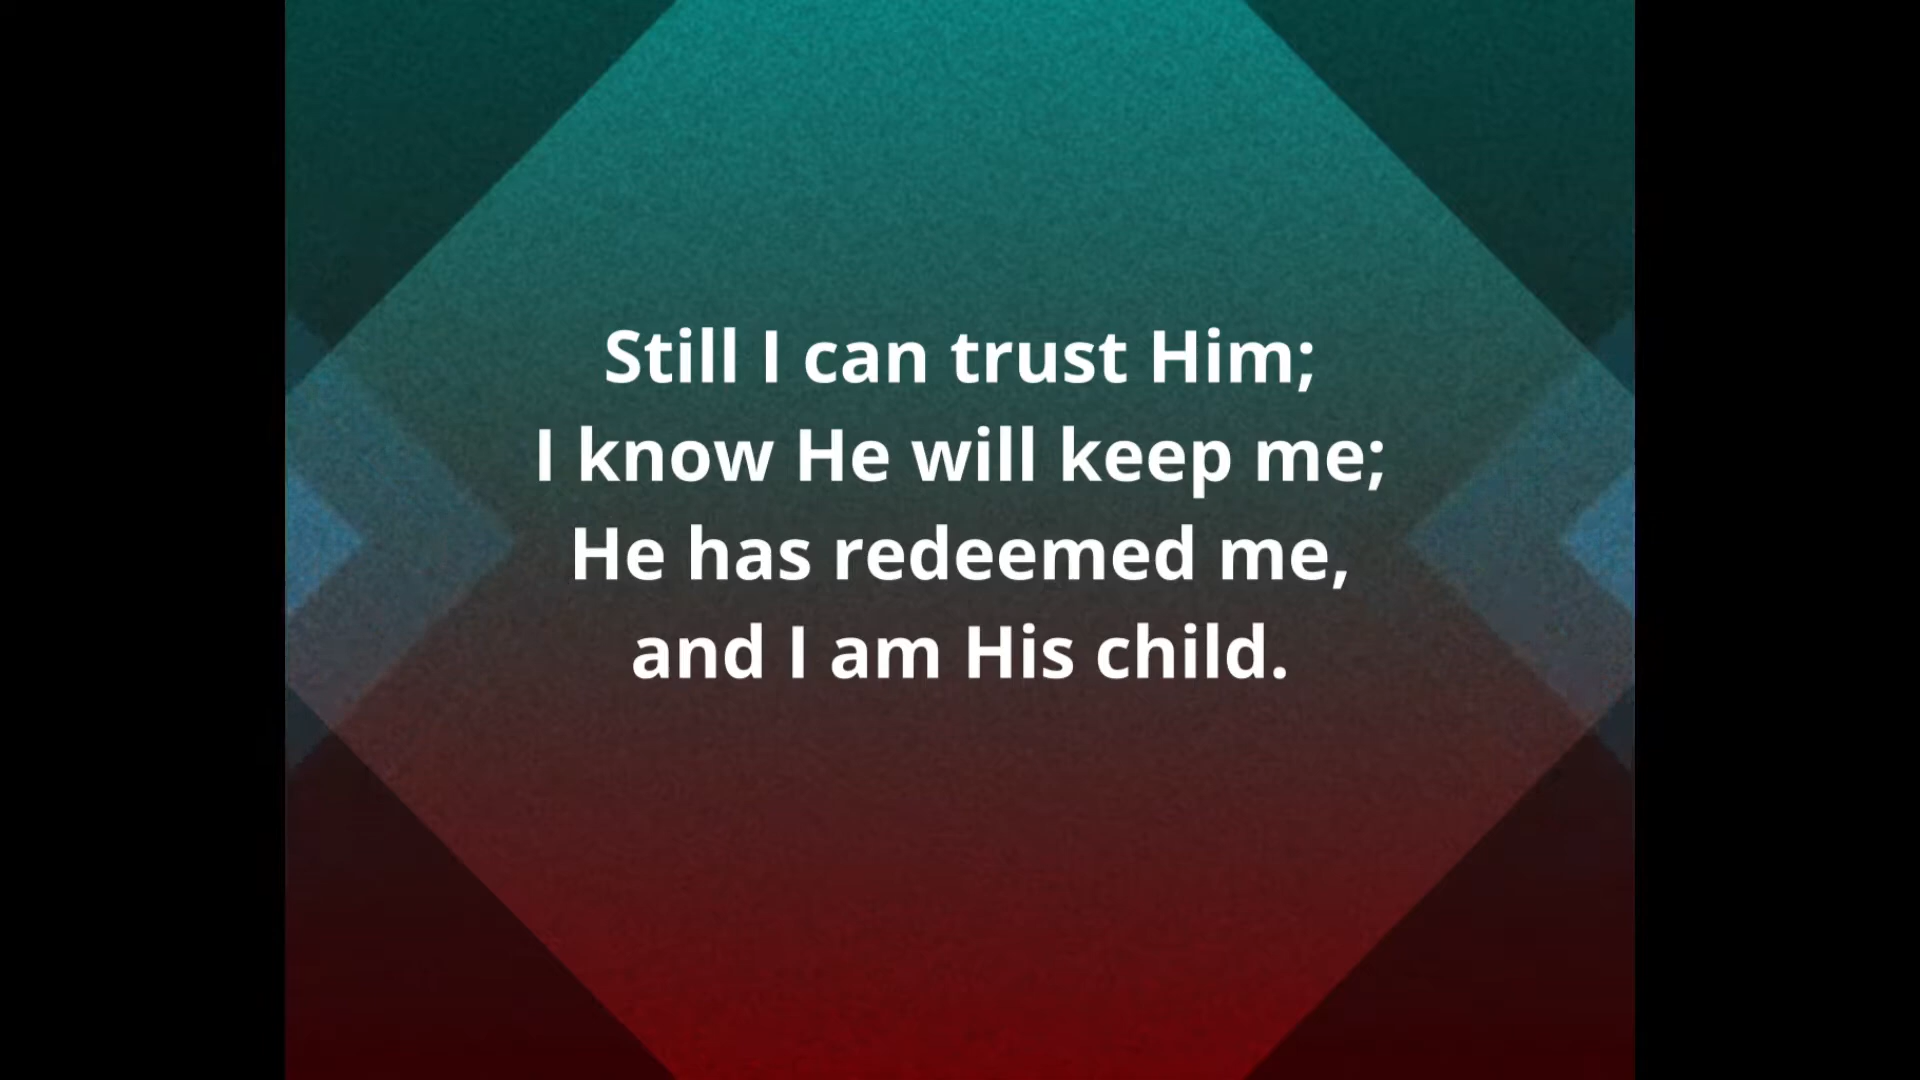 Still I can trust Him;
I know He will keep me;
He has redeemed me,
and I am His child.